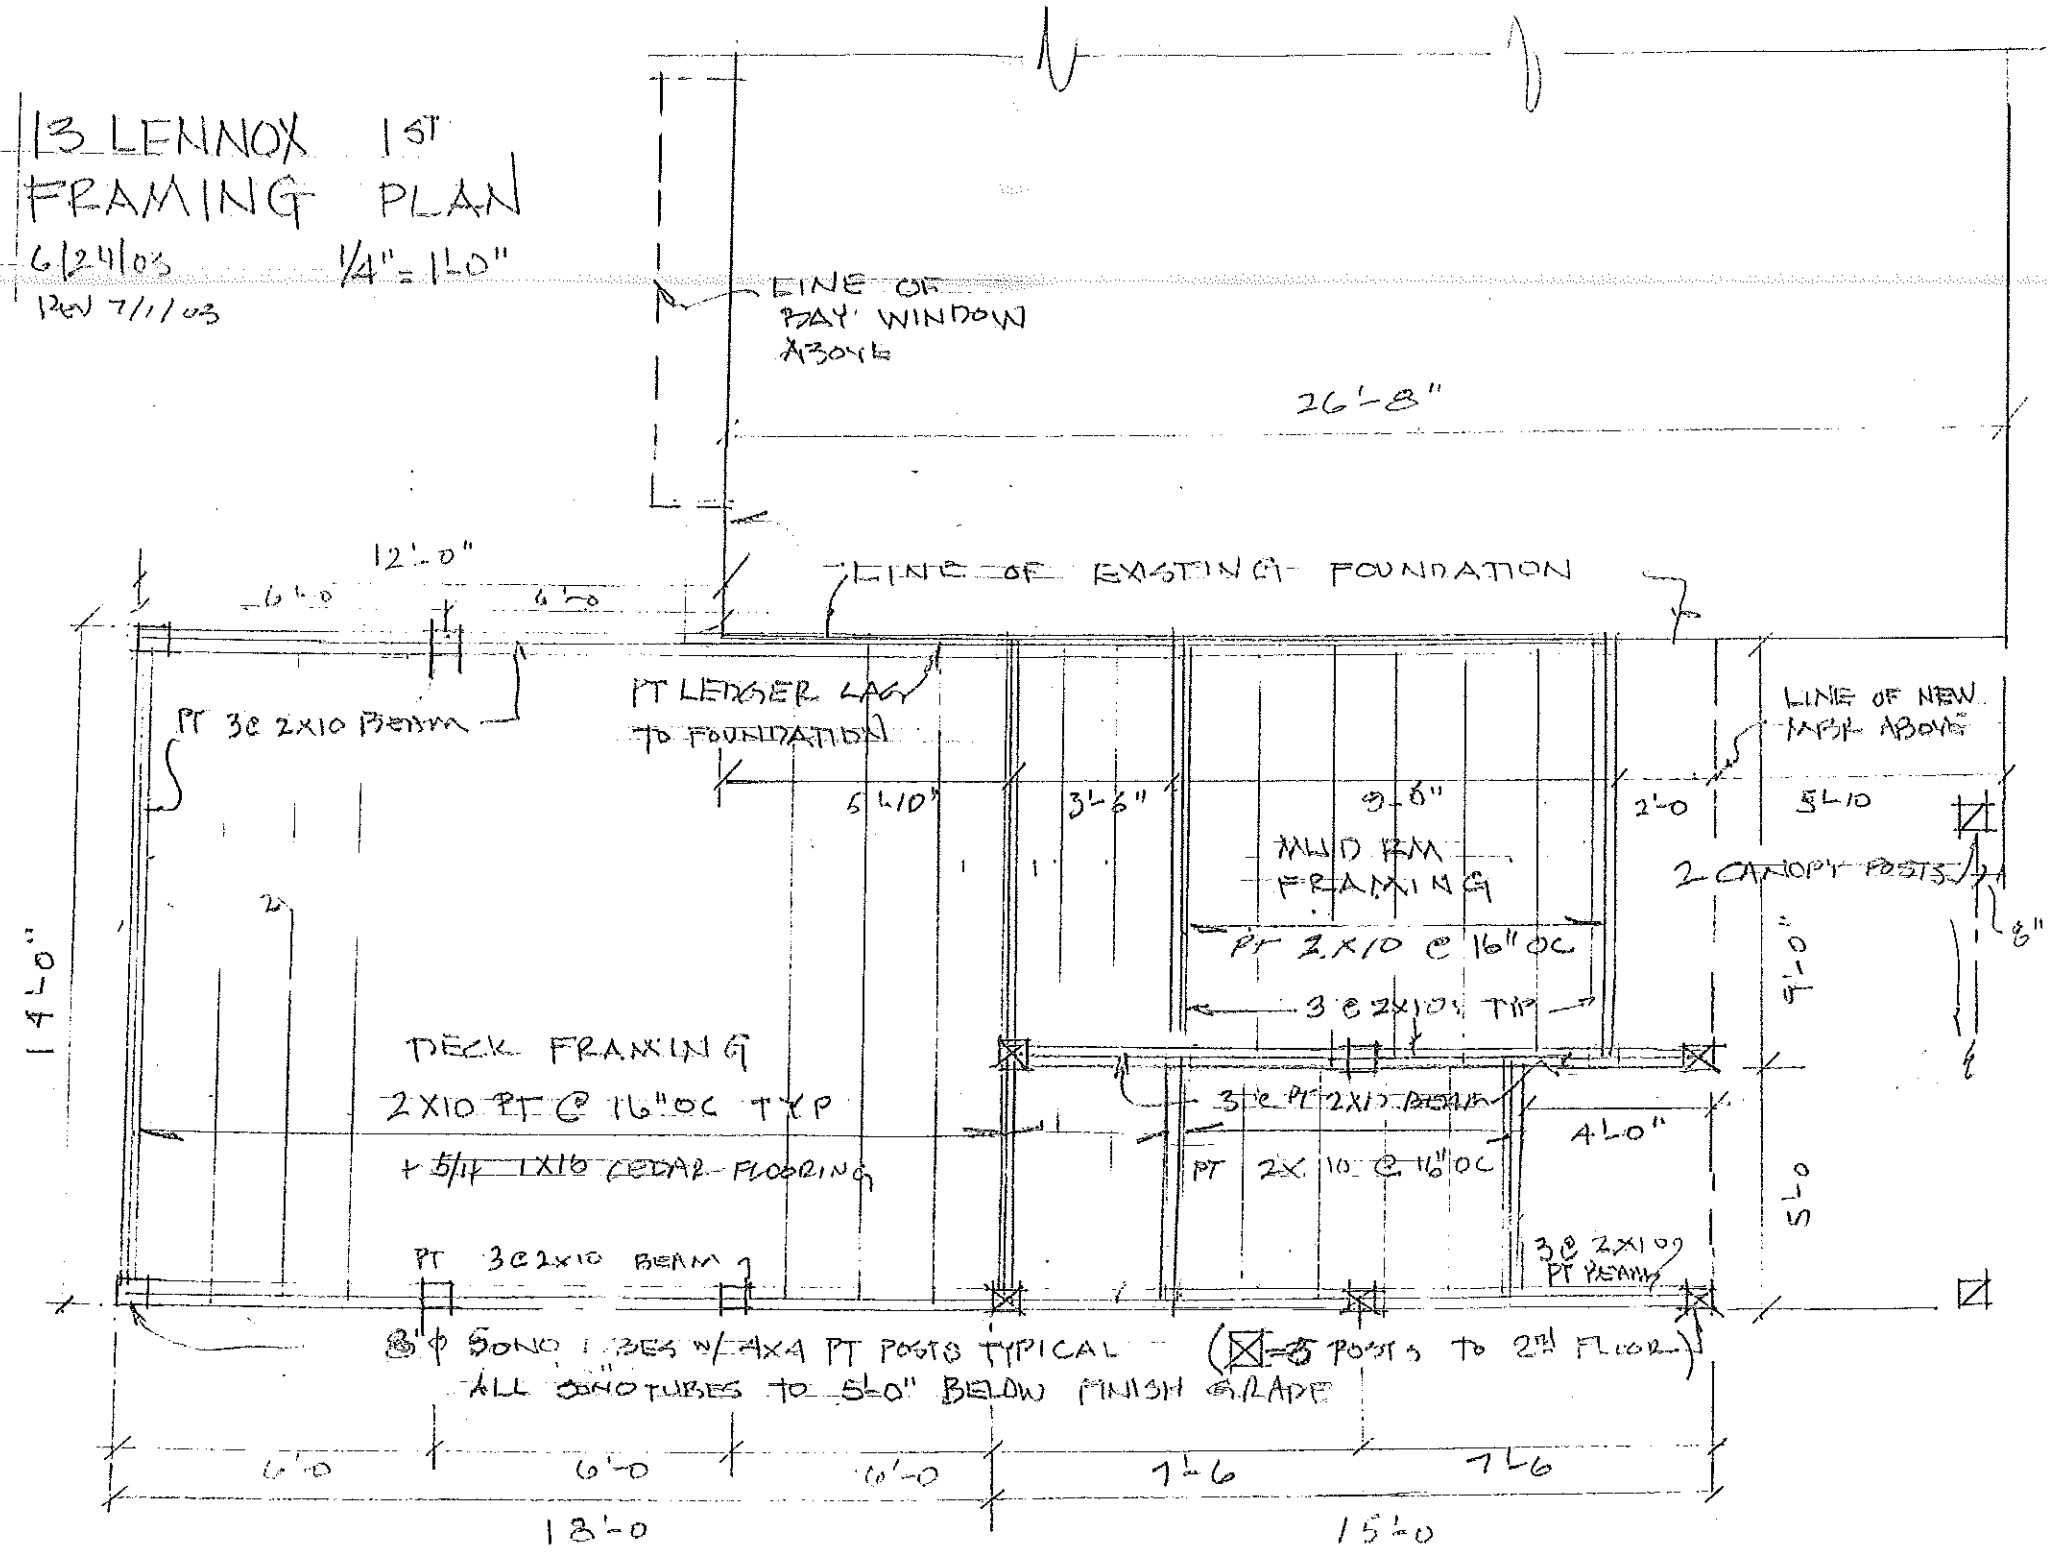 13 LENNOX 1ST
FRAMING PLAN
6/24/03 1/4" = 1'-0"
REV 7/1/03
LINE OF
BAY WINDOW
ABOVE
26'-8"
12'-0"
6'-0
6'-0
LINE OF EXISTING FOUNDATION
PT 3@ 2X10 BEAM
PT LEDGER LAG
TO FOUNDATION
LINE OF NEW
MBR ABOVE
5'-10"
3'-6"
9'-6"
2'-0
5'-10
MUD RM
FRAMING
2 CANOPY POSTS
8"
PT 2X10 @ 16" OC
9'-0"
14'-0"
3 @ 2X10s TYP
DECK FRAMING
2X10 PT @ 16" OC TYP
+ 5/4 CEDAR FLOORING
3 @ PT 2X10 BEAM
4'-0"
PT 2X10 @ 16" OC
5'-0
PT 3@ 2X10 BEAM
3@ 2X10s
PT BEAMS
8"φ SONO TUBES W/ 4X4 PT POSTS TYPICAL
ALL SONOTUBES TO 5'-0" BELOW FINISH GRADE
(= 5 POSTS TO 2ND FLOOR)
6'-0
6'-0
6'-0
7'-6
7'-6
18'-0
15'-0